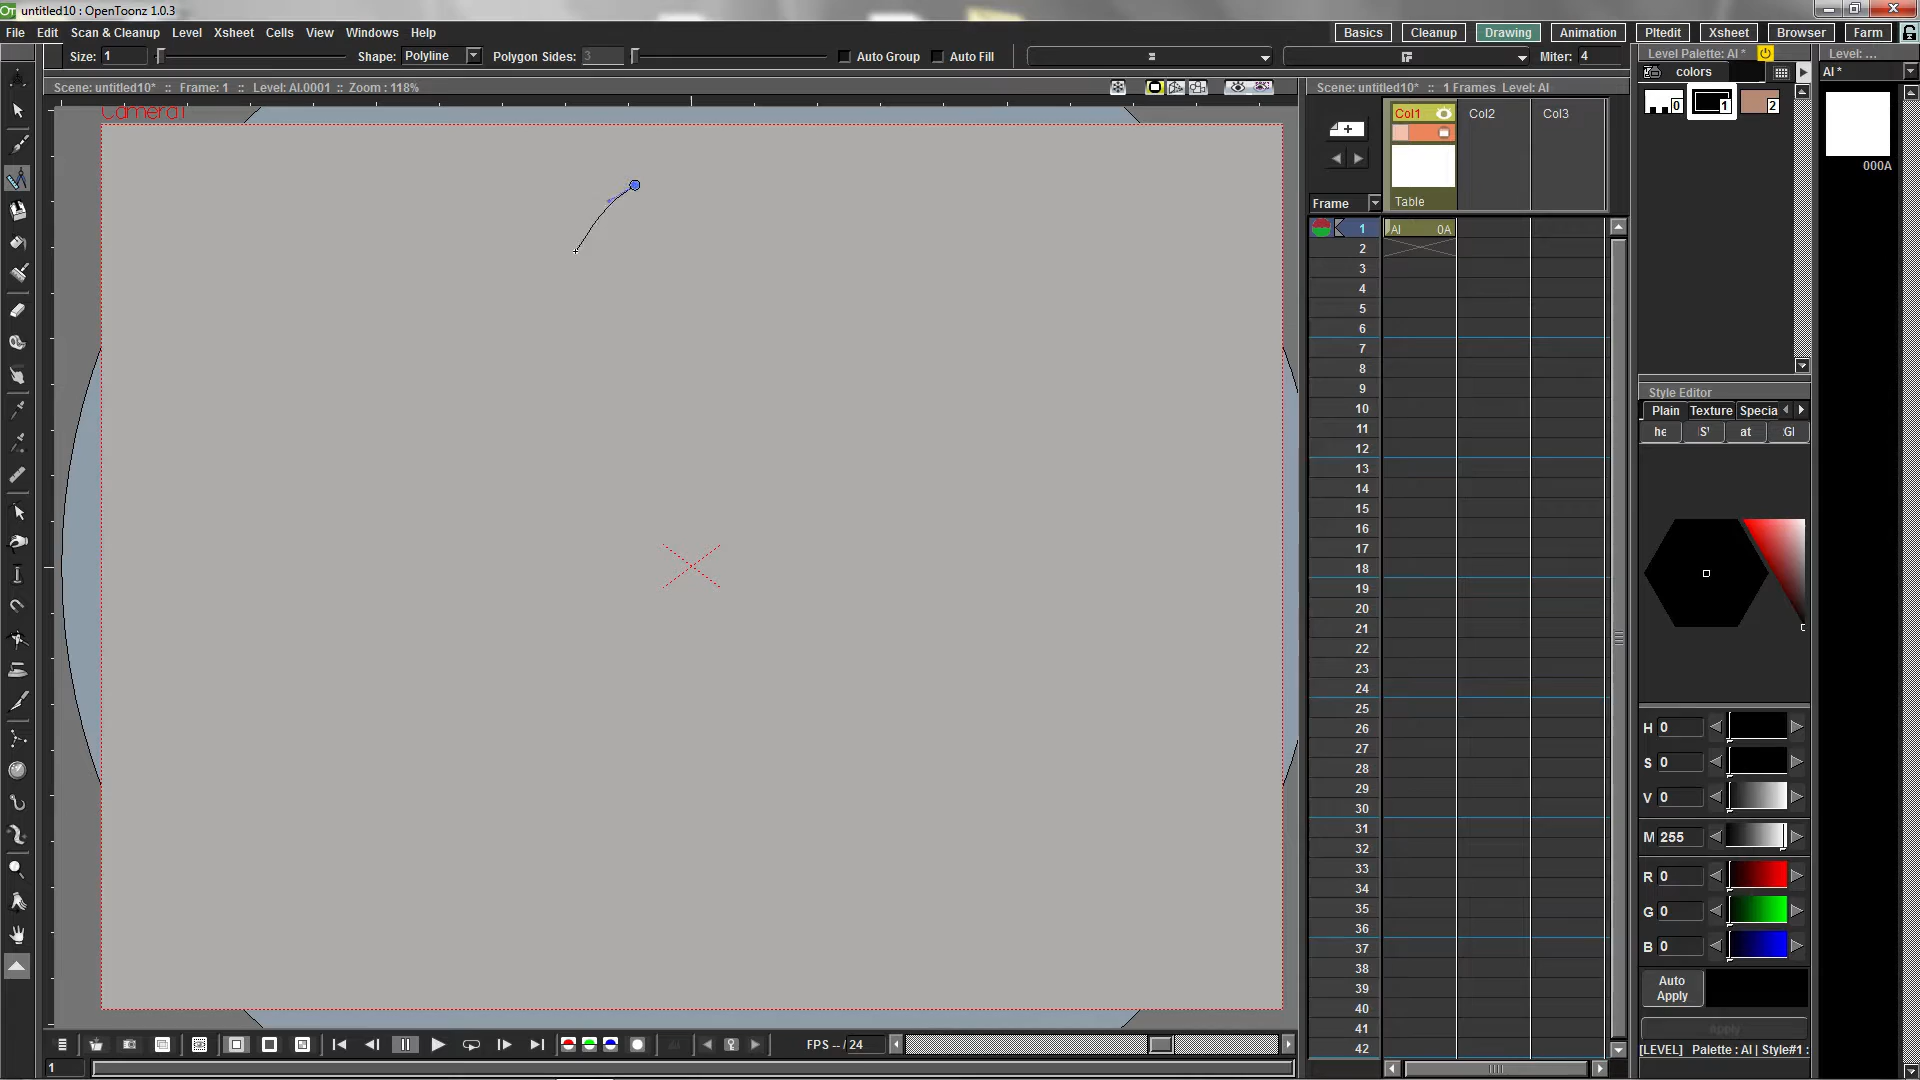 untitled10 : OpenToonz 1.0.3
File Edit Scan & Cleanup Level Xsheet Cells View Windows Help
Basics Cleanup Drawing Animation Pltedit Xsheet Browser Farm
Size: 1 Shape: Polyline Polygon Sides: 3 Auto Group Auto Fill Miter: 4
Scene: untitled10* :: Frame: 1 :: Level: AI.0001 :: Zoom : 118%
Camera1
Scene: untitled10* :: 1 Frames Level: AI
Col1 Col2 Col3
Table
Frame
1 AI 0A
2
3
4
5
6
7
8
9
10
11
12
13
14
15
16
17
18
19
20
21
22
23
24
25
26
27
28
29
30
31
32
33
34
35
36
37
38
39
40
41
42
Level Palette: AI *
colors
0 1 2
Level: ...
AI *
000A
Style Editor
Plain Texture Specia
he S' at GI
H 0
S 0
V 0
M 255
R 0
G 0
B 0
Auto Apply
Apply
[LEVEL] Palette : AI | Style#1 :
FPS -- / 24
1